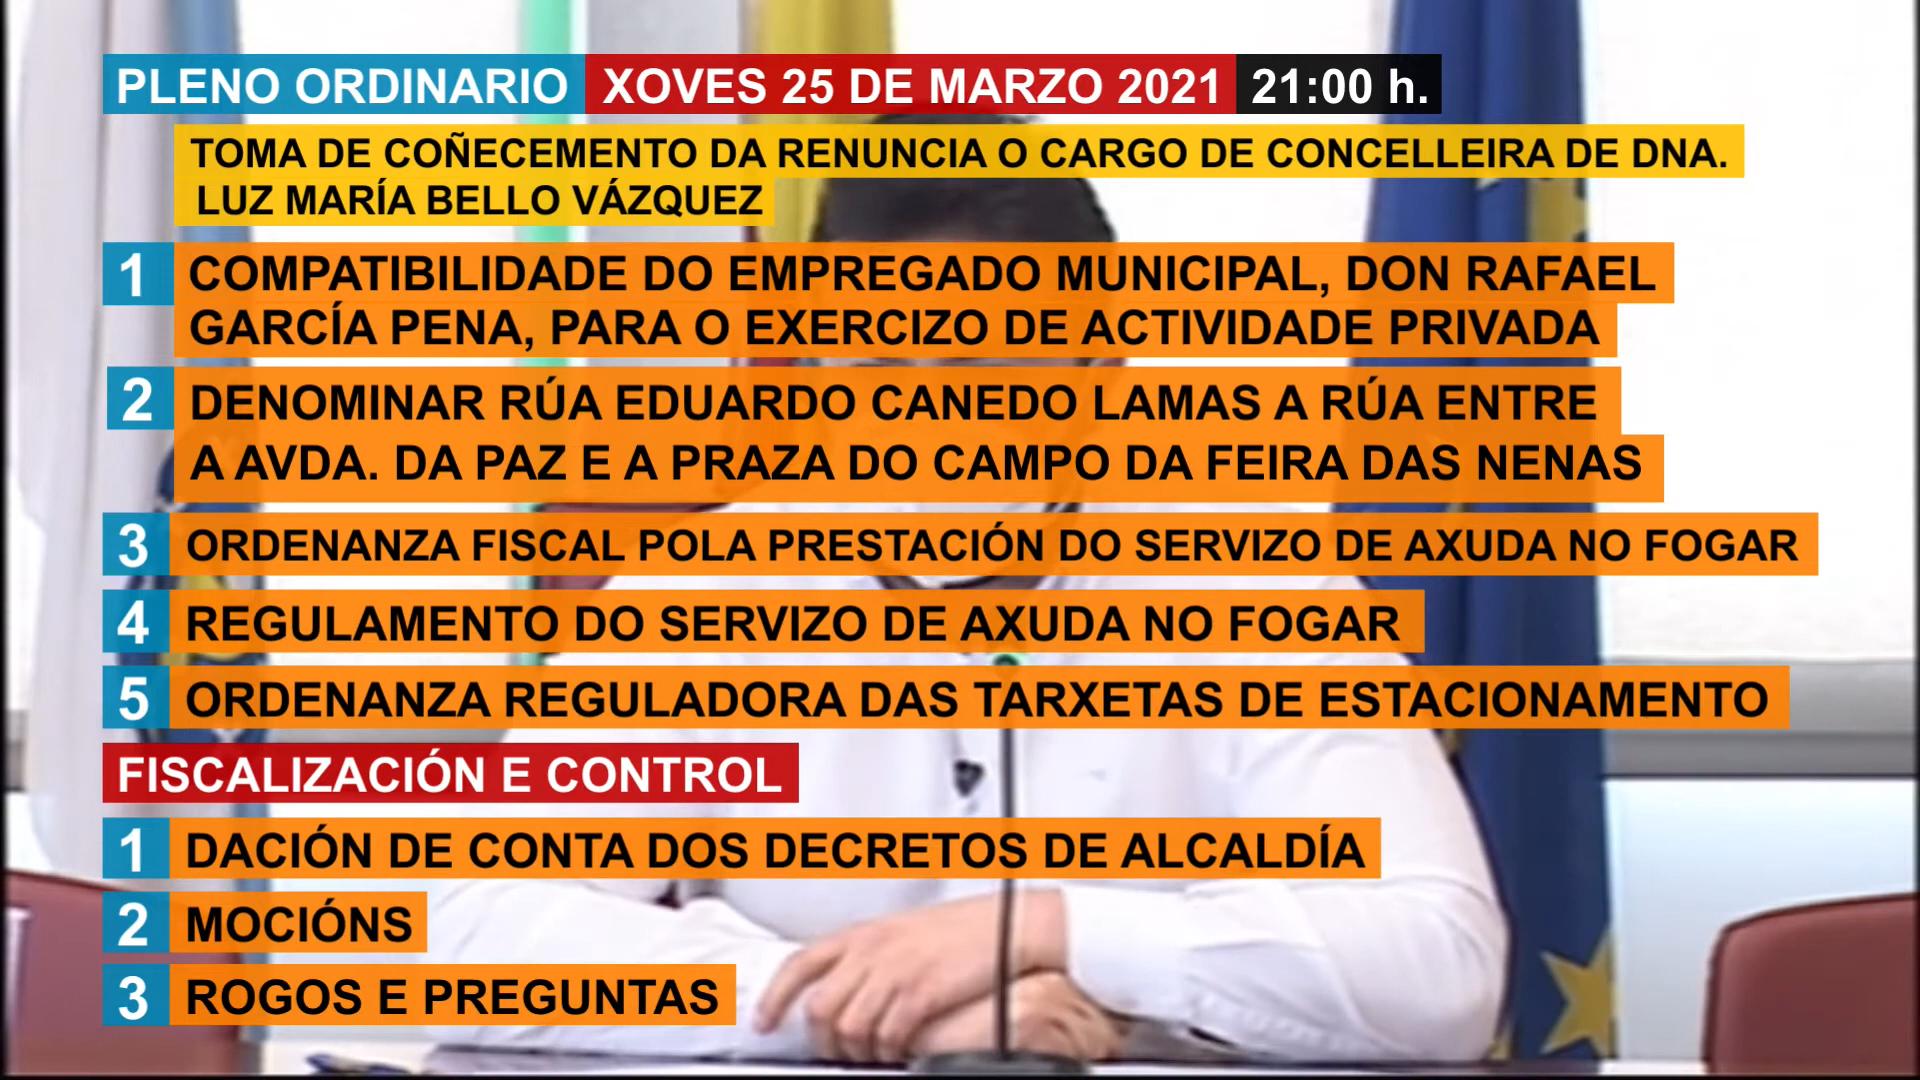 PLENO ORDINARIO XOVES 25 DE MARZO 2021 21:00 h.
TOMA DE COÑECEMENTO DA RENUNCIA O CARGO DE CONCELLEIRA DE DNA.
LUZ MARÍA BELLO VÁZQUEZ
1 COMPATIBILIDADE DO EMPREGADO MUNICIPAL, DON RAFAEL
GARCÍA PENA, PARA O EXERCIZO DE ACTIVIDADE PRIVADA
2 DENOMINAR RÚA EDUARDO CANEDO LAMAS A RÚA ENTRE
A AVDA. DA PAZ E A PRAZA DO CAMPO DA FEIRA DAS NENAS
3 ORDENANZA FISCAL POLA PRESTACIÓN DO SERVIZO DE AXUDA NO FOGAR
4 REGULAMENTO DO SERVIZO DE AXUDA NO FOGAR
5 ORDENANZA REGULADORA DAS TARXETAS DE ESTACIONAMENTO
FISCALIZACIÓN E CONTROL
1 DACIÓN DE CONTA DOS DECRETOS DE ALCALDÍA
2 MOCIÓNS
3 ROGOS E PREGUNTAS